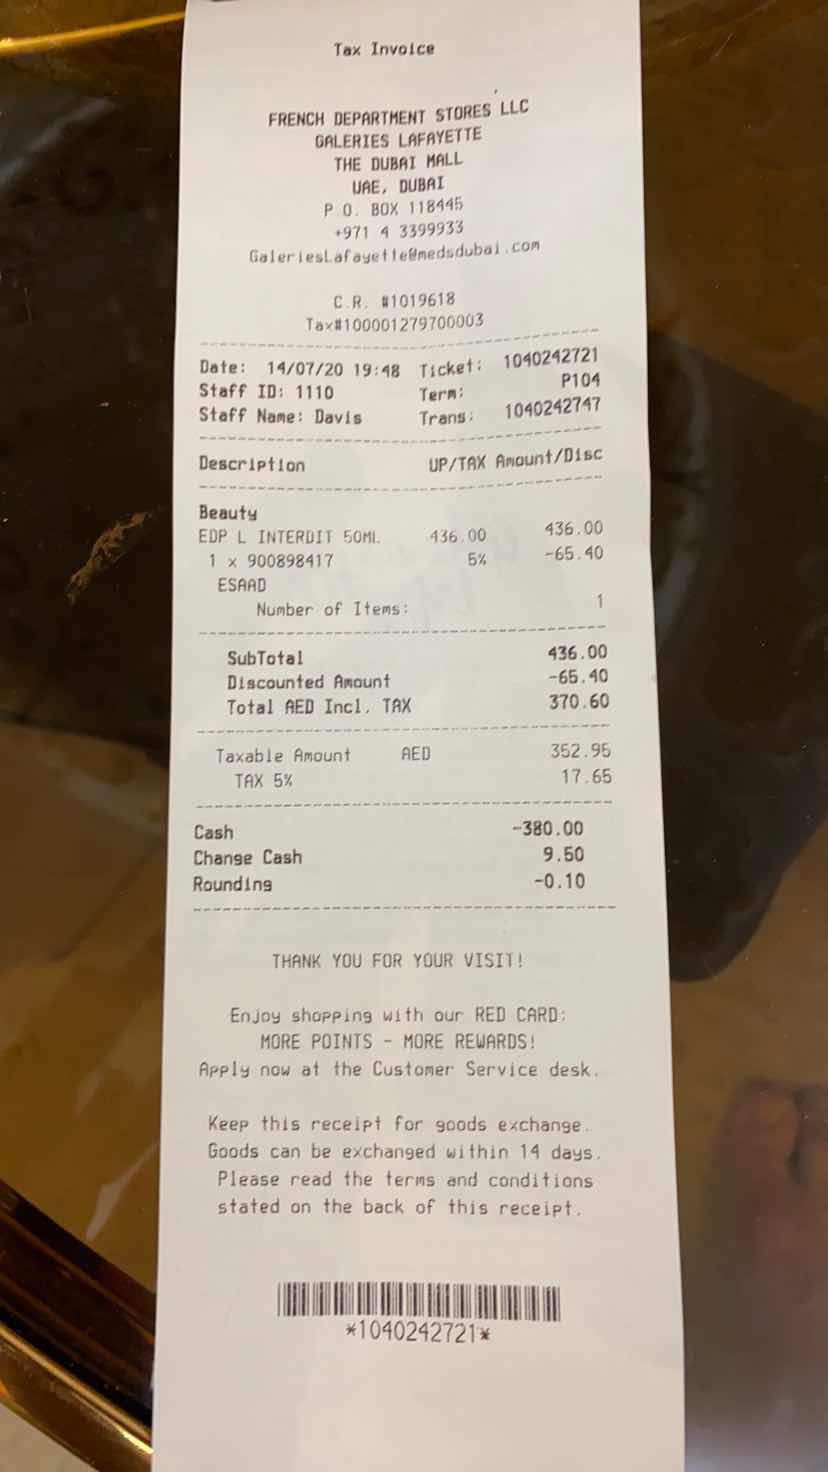 Tax Invoice
FRENCH DEPARTMENT STORES LLC
GALERIES LAFAYETTE
THE DUBAI MALL
UAE, DUBAI
P.O. BOX 118445
+971 4 3399933
GaleriesLafayette@medsdubai.com
C.R. #1019618
Tax#100001279700003
Date: 14/07/20 19:48 Ticket: 1040242721
Staff ID: 1110 Term: P104
Staff Name: Davis Trans: 1040242747
Description UP/TAX Amount/Disc
Beauty
EDP L INTERDIT 50ML 436.00 436.00
1 x 900898417 5% -65.40
ESAAD
Number of Items: 1
SubTotal 436.00
Discounted Amount -65.40
Total AED Incl. TAX 370.60
Taxable Amount AED 352.95
TAX 5% 17.65
Cash -380.00
Change Cash 9.50
Rounding -0.10
THANK YOU FOR YOUR VISIT!
Enjoy shopping with our RED CARD:
MORE POINTS - MORE REWARDS!
Apply now at the Customer Service desk.
Keep this receipt for goods exchange.
Goods can be exchanged within 14 days.
Please read the terms and conditions
stated on the back of this receipt.
*1040242721*